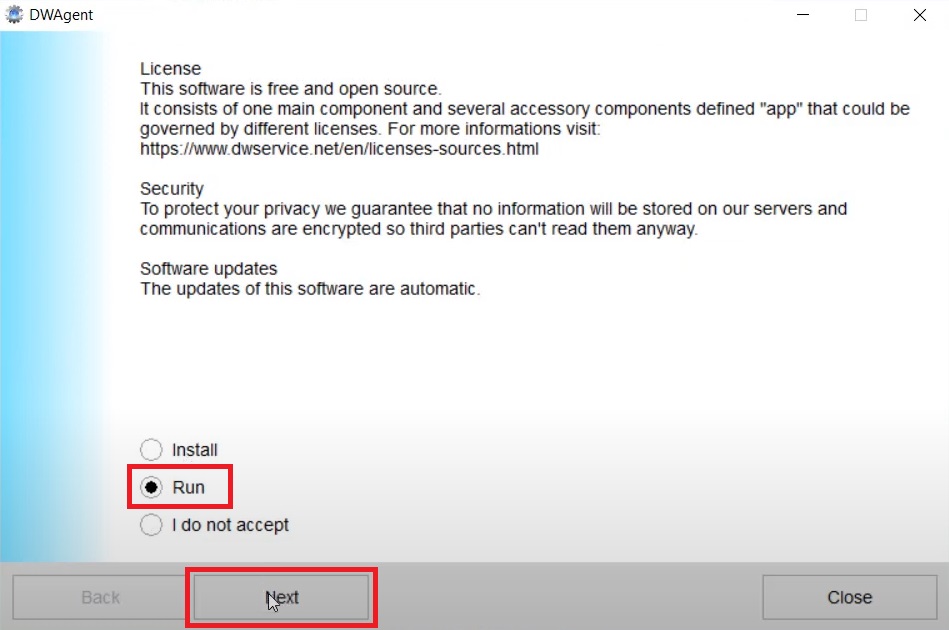 DWAgent
License
This software is free and open source.
It consists of one main component and several accessory components defined "app" that could be
governed by different licenses. For more informations visit:
https://www.dwservice.net/en/licenses-sources.html
Security
To protect your privacy we guarantee that no information will be stored on our servers and
communications are encrypted so third parties can't read them anyway.
Software updates
The updates of this software are automatic.
Install
Run
I do not accept
Back
Next
Close